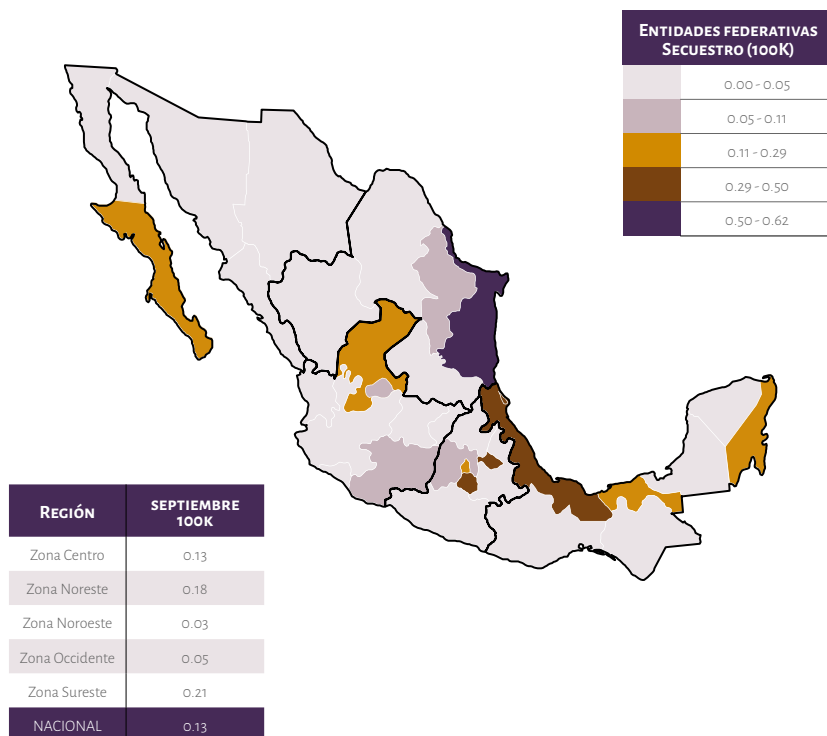 Entidades federativas
Secuestro (100K)
0.00 - 0.05
0.05 - 0.11
0.11 - 0.29
0.29 - 0.50
0.50 - 0.62
Región septiembre 100K
Zona Centro 0.13
Zona Noreste 0.18
Zona Noroeste 0.03
Zona Occidente 0.05
Zona Sureste 0.21
NACIONAL 0.13